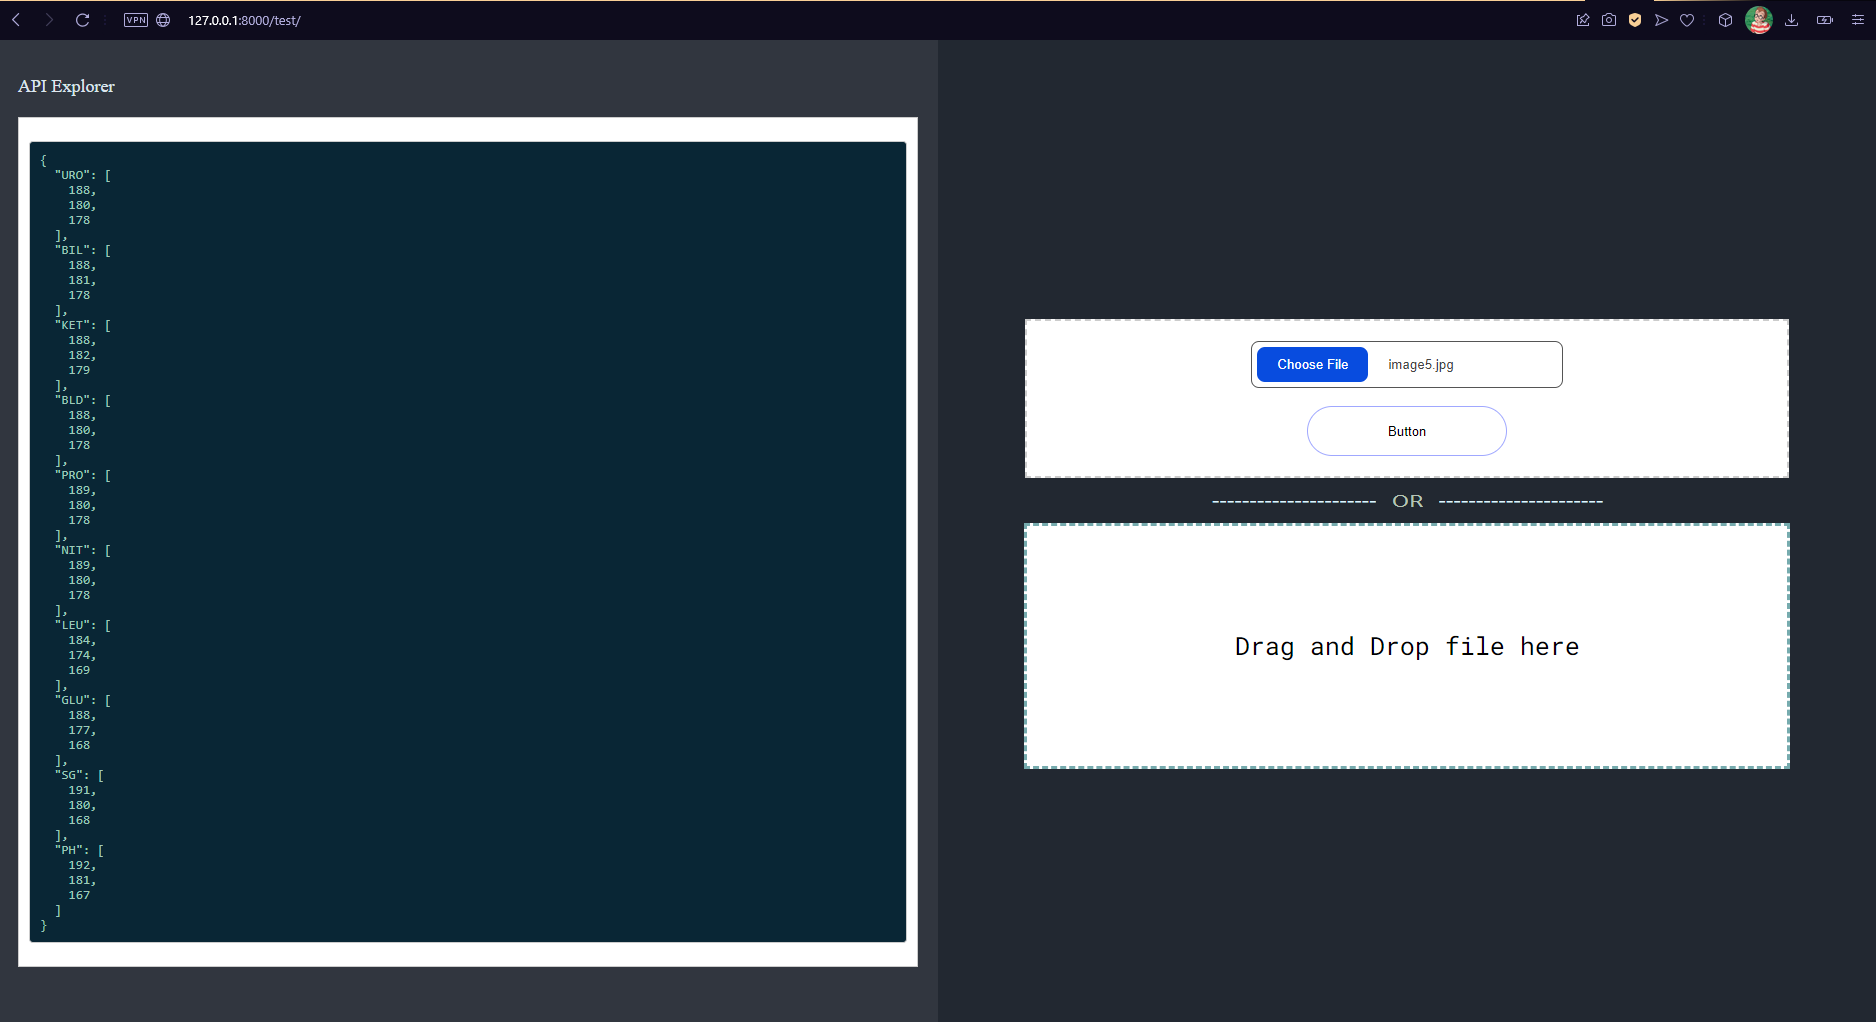 VPN
127.0.0.1:8000/test/
API Explorer
{
"URO": [
188,
180,
178
],
"BIL": [
188,
181,
178
],
"KET": [
188,
182,
179
],
"BLD": [
188,
180,
178
],
"PRO": [
189,
180,
178
],
"NIT": [
189,
180,
178
],
"LEU": [
184,
174,
169
],
"GLU": [
188,
177,
168
],
"SG": [
191,
180,
168
],
"PH": [
192,
181,
167
]
}
Choose File image5.jpg
Button
---------------------- OR ----------------------
Drag and Drop file here